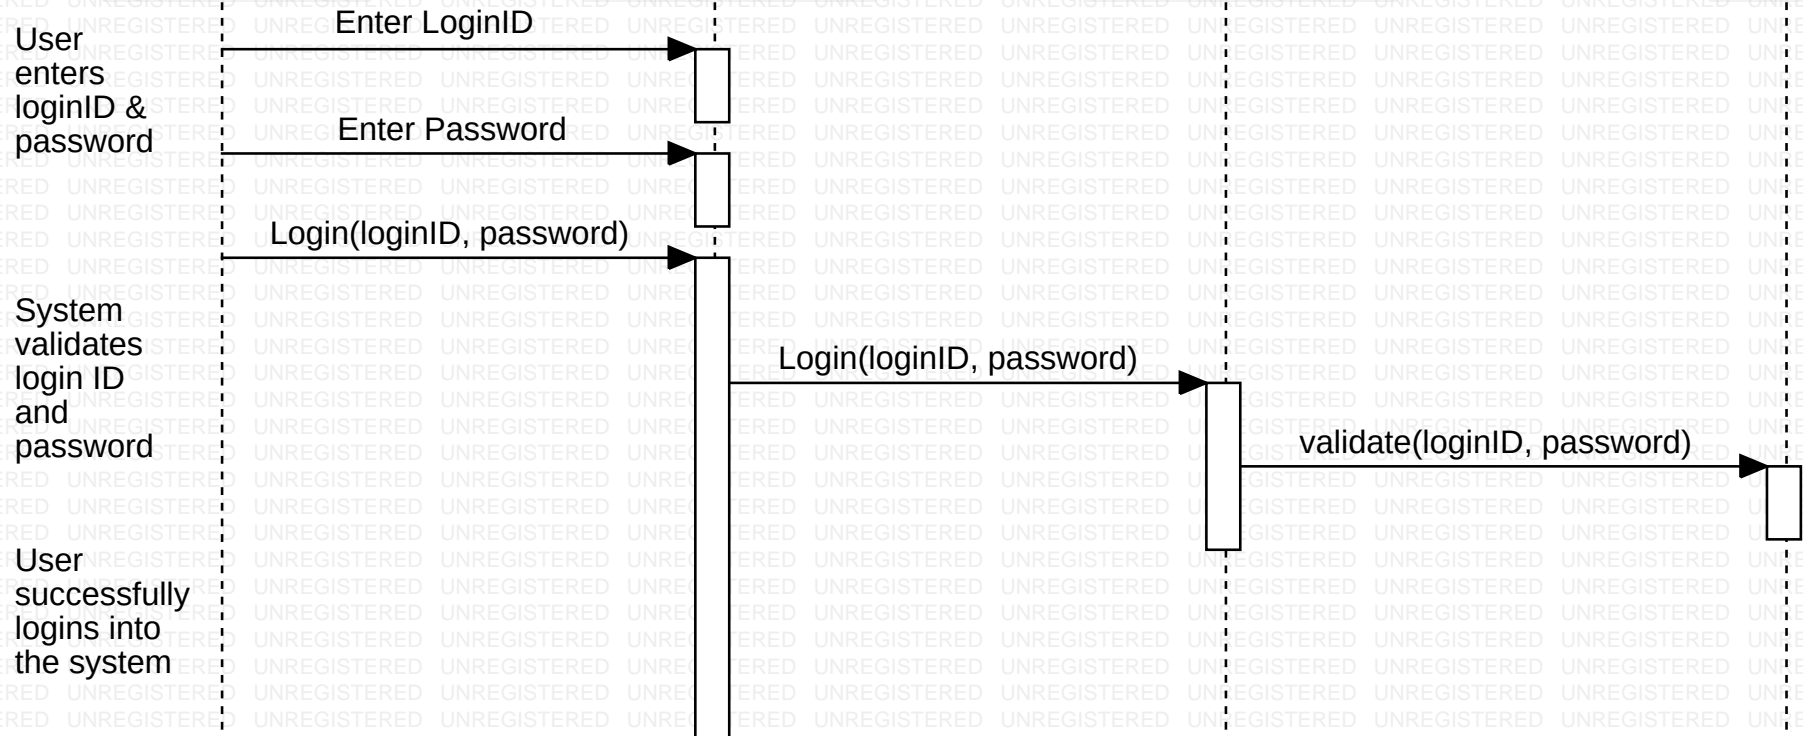 Enter LoginID
User
enters
loginID &
password
Enter Password
Login(loginID, password)
System
validates
login ID
and
password
Login(loginID, password)
validate(loginID, password)
User
successfully
logins into
the system
UNREGISTERED